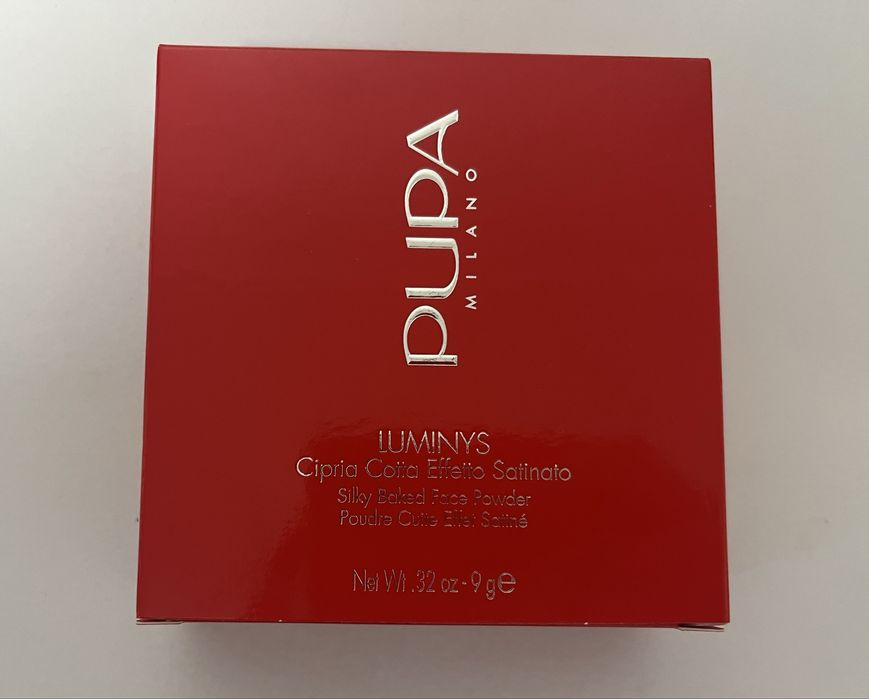 PUPA
MILANO
LUMINYS
Cipria Cotta Effetto Satinato
Silky Baked Face Powder
Poudre Cuite Effet Satiné
Net Wt .32 oz - 9 g℮